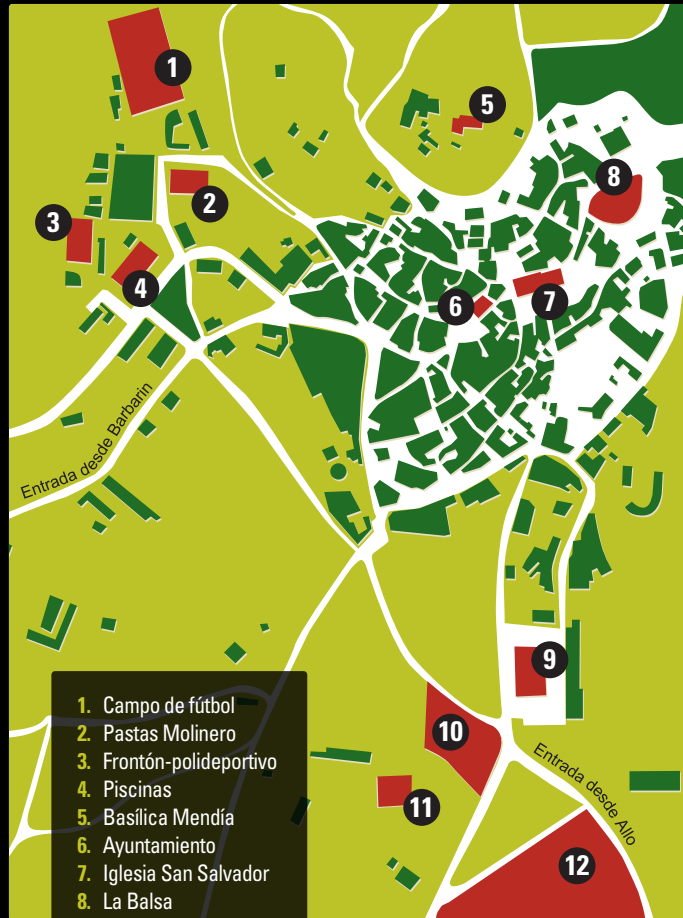 1
5
8
2
3
4
6
7
Entrada desde Barbarin
9
10
Entrada desde Allo
11
12
1. Campo de fútbol
2. Pastas Molinero
3. Frontón-polideportivo
4. Piscinas
5. Basílica Mendía
6. Ayuntamiento
7. Iglesia San Salvador
8. La Balsa